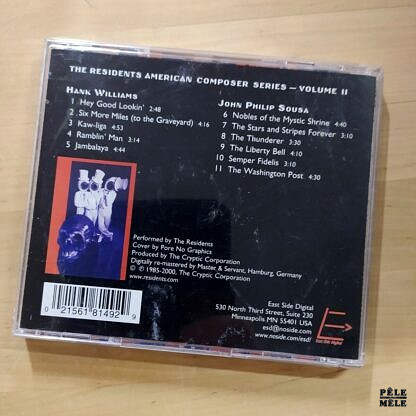 THE RESIDENTS AMERICAN COMPOSER SERIES — VOLUME II
HANK WILLIAMS
1 Hey Good Lookin' 2:48
2 Six More Miles (to the Graveyard) 4:16
3 Kaw-liga 4:53
4 Ramblin' Man 3:14
5 Jambalaya 4:44
JOHN PHILIP SOUSA
6 Nobles of the Mystic Shrine 4:40
7 The Stars and Stripes Forever 3:10
8 The Thunderer 3:30
9 The Liberty Bell 4:10
10 Semper Fidelis 3:10
11 The Washington Post 4:30
Performed by The Residents
Cover by Pore No Graphics
Produced by The Cryptic Corporation
Digitally re-mastered by Master & Servant, Hamburg, Germany
℗ © 1985-2000, The Cryptic Corporation
www.residents.com
0 21561 81492 9
East Side Digital
530 North Third Street, Suite 230
Minneapolis MN 55401 USA
esd@noside.com
www.noside.com/esd/
East Side Digital
PÊLE
MÊLE